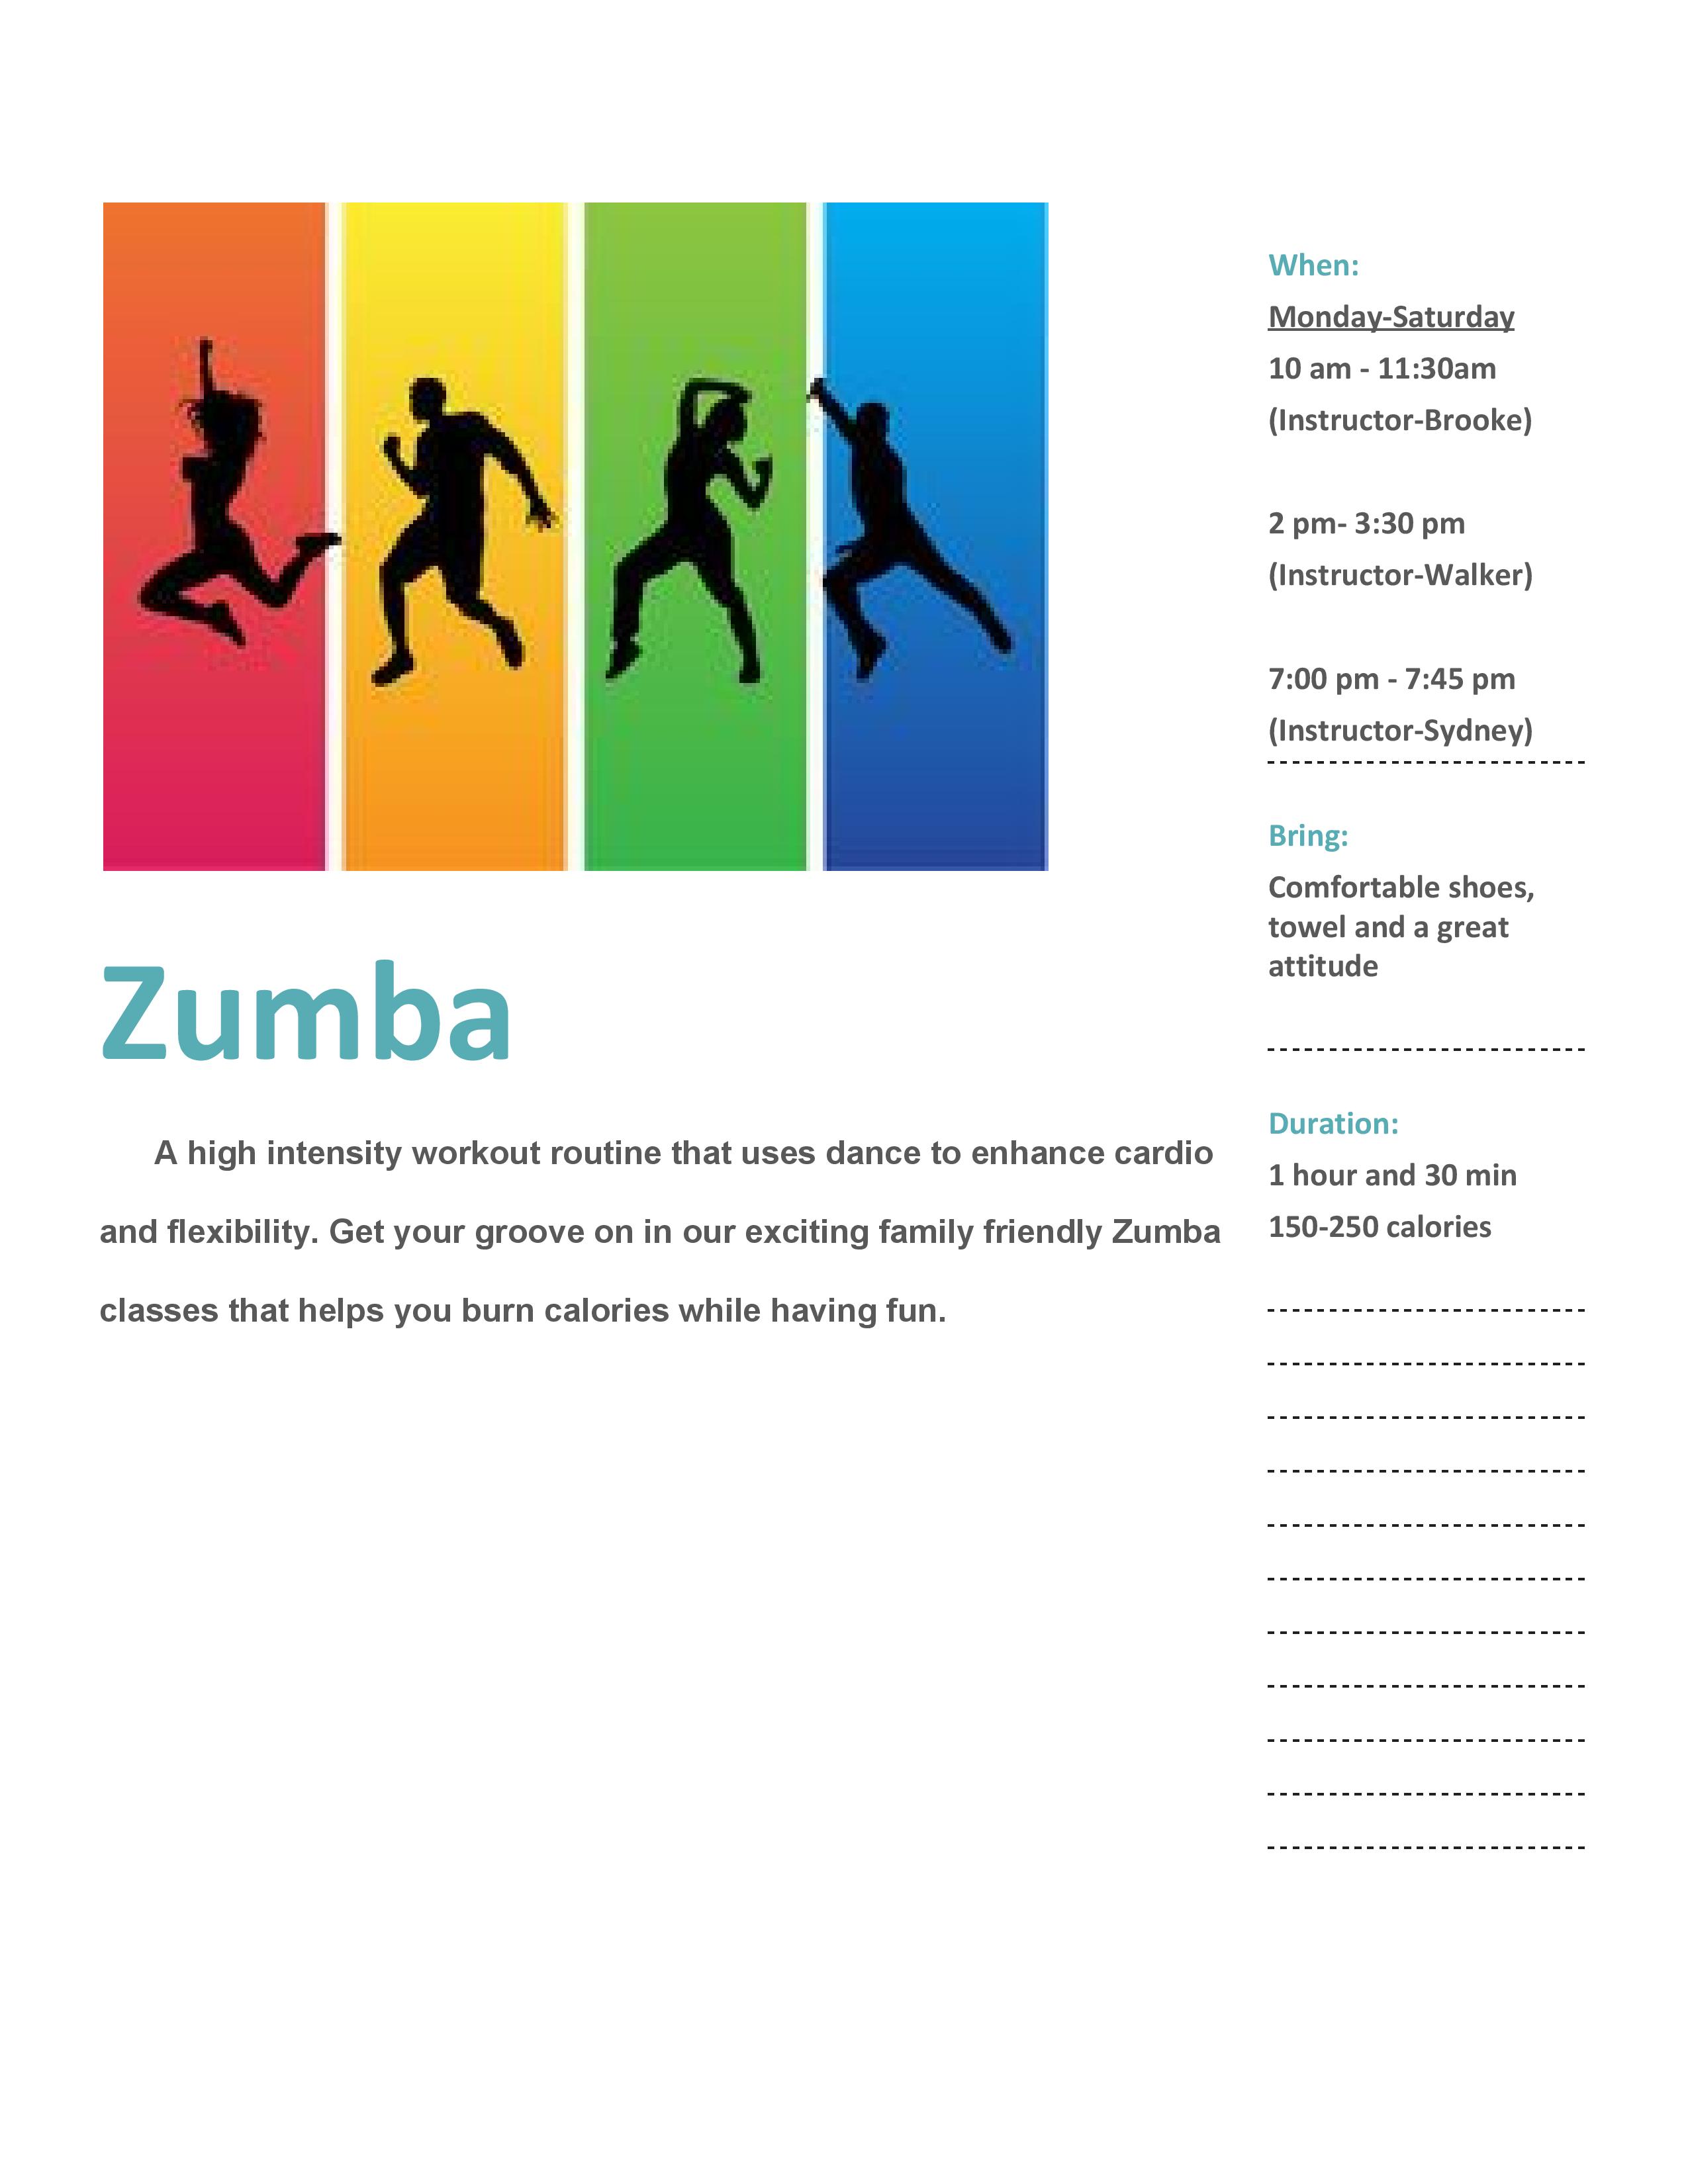 When:
Monday-Saturday
10 am - 11:30am
(Instructor-Brooke)
2 pm- 3:30 pm
(Instructor-Walker)
7:00 pm - 7:45 pm
(Instructor-Sydney)
Bring:
Comfortable shoes,
towel and a great
attitude
Duration:
1 hour and 30 min
150-250 calories
Zumba
A high intensity workout routine that uses dance to enhance cardio
and flexibility. Get your groove on in our exciting family friendly Zumba
classes that helps you burn calories while having fun.